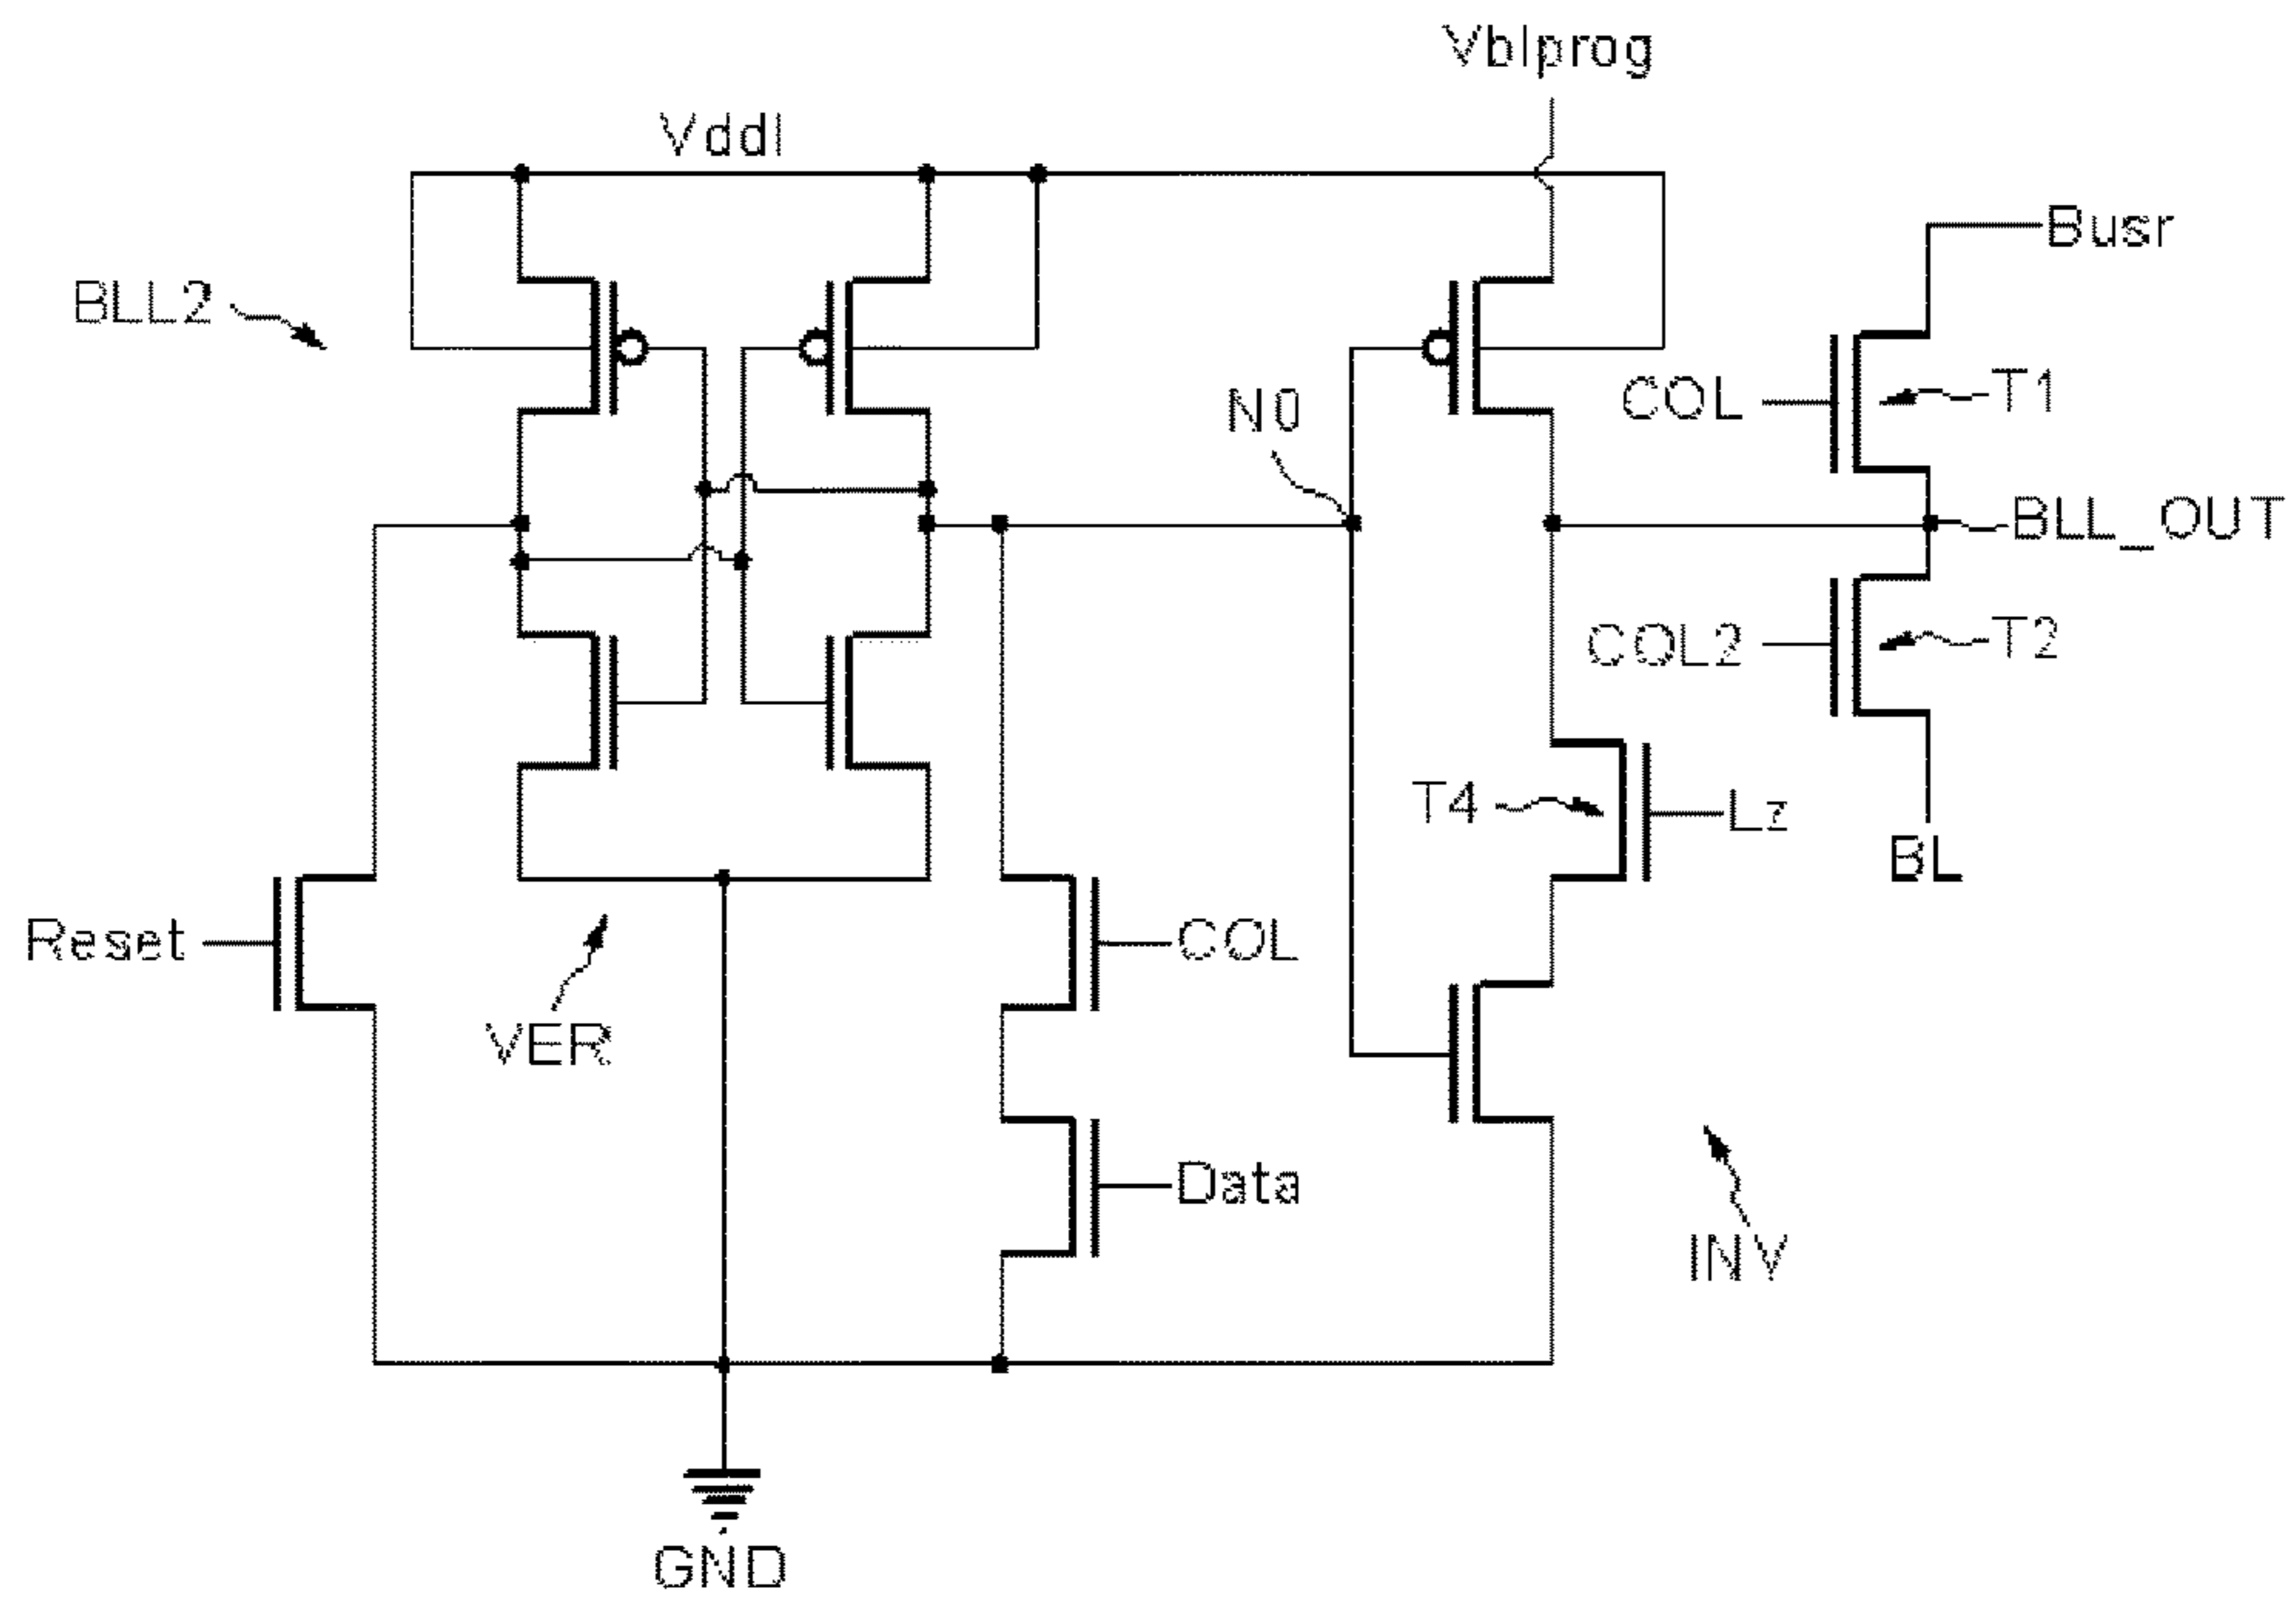 Vblprog
Vddl
Busr
BLL2
T1
COL
N0
BLL_OUT
T2
COL2
T4
Lz
BL
Reset
COL
VER
Data
INV
GND